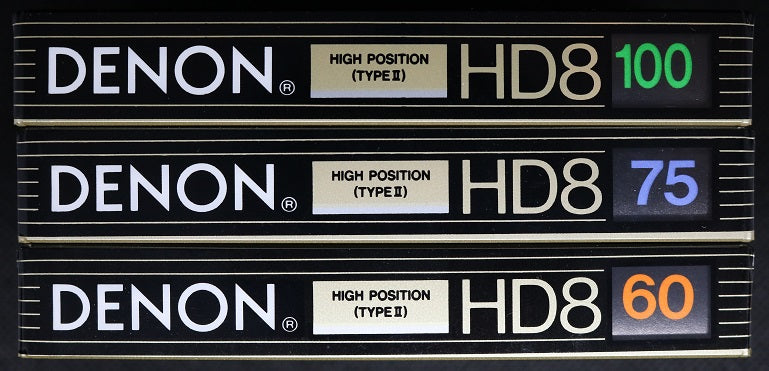 DENON® HIGH POSITION (TYPE II) HD8 100
DENON® HIGH POSITION (TYPE II) HD8 75
DENON® HIGH POSITION (TYPE II) HD8 60